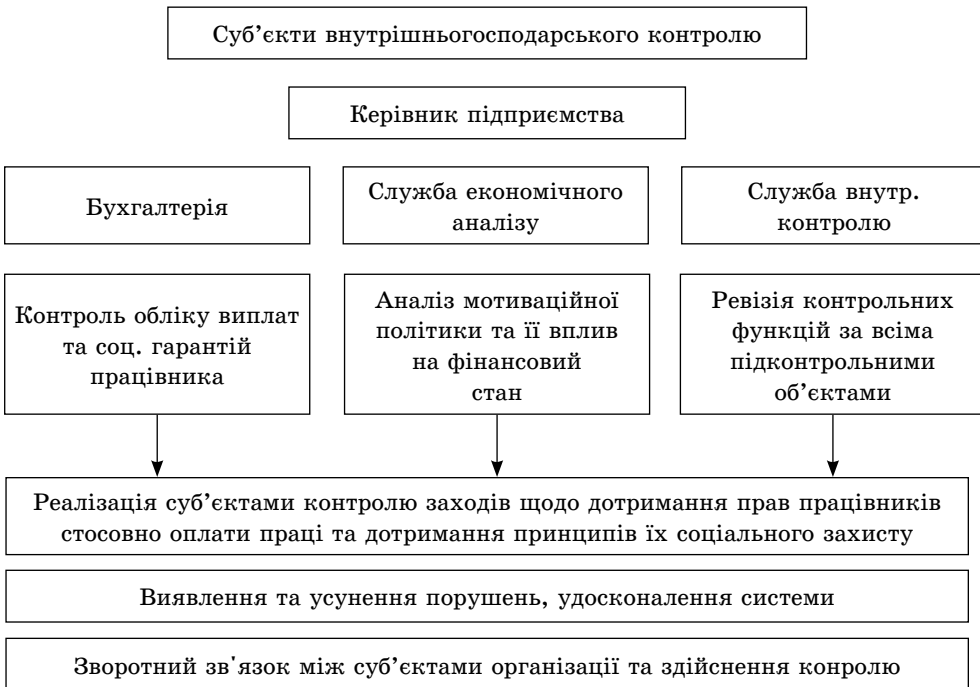 Суб’єкти внутрішньогосподарського контролю
Керівник підприємства
Бухгалтерія
Служба економічного
аналізу
Служба внутр.
контролю
Контроль обліку виплат
та соц. гарантій
працівника
Аналіз мотиваційної
політики та її вплив
на фінансовий
стан
Ревізія контрольних
функцій за всіма
підконтрольними
об’єктами
Реалізація суб’єктами контролю заходів щодо дотримання прав працівників
стосовно оплати праці та дотримання принципів їх соціального захисту
Виявлення та усунення порушень, удосконалення системи
Зворотний зв'язок між суб’єктами організації та здійснення конролю